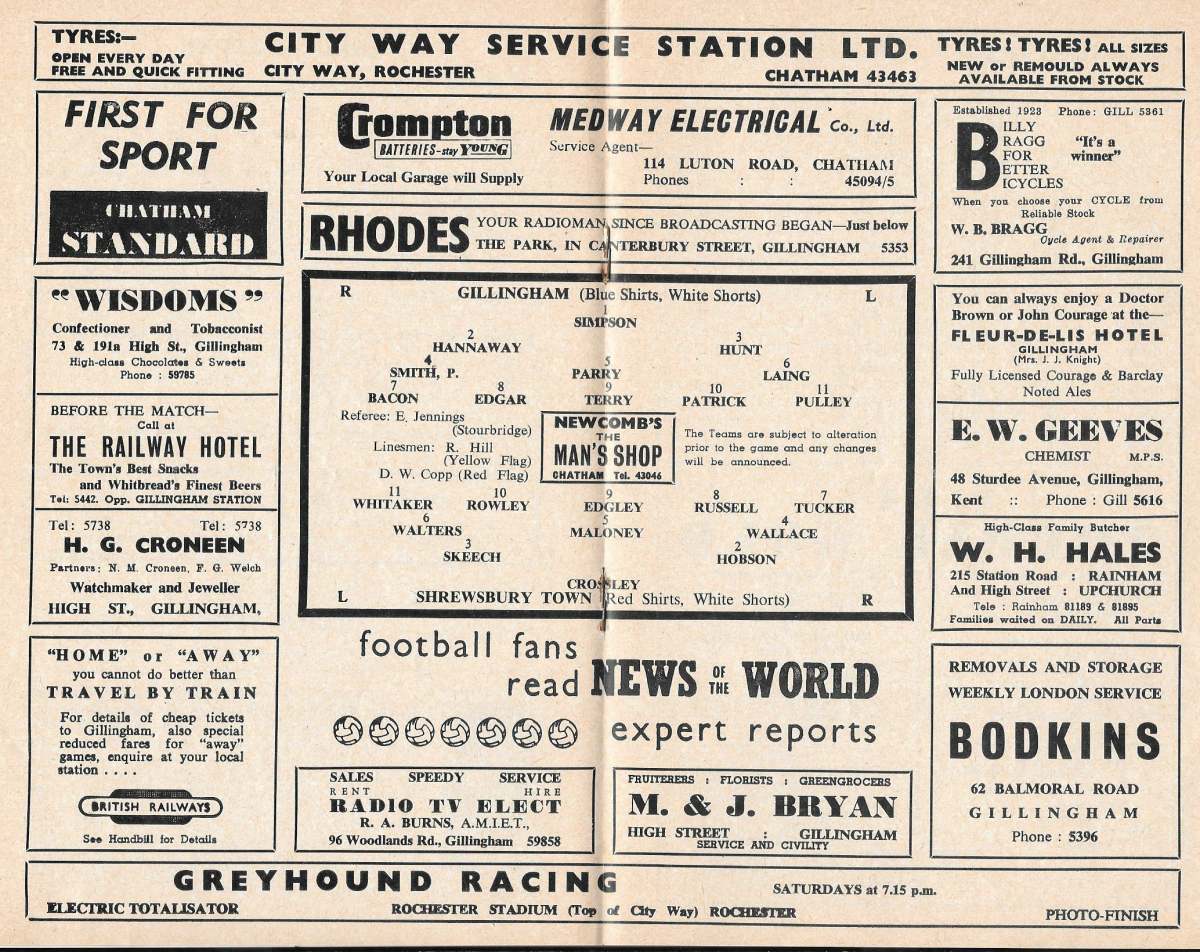 TYRES:—
OPEN EVERY DAY
FREE AND QUICK FITTING
CITY WAY SERVICE STATION LTD.
CITY WAY, ROCHESTER
CHATHAM 43463
TYRES! TYRES! ALL SIZES
NEW or REMOULD ALWAYS
AVAILABLE FROM STOCK
FIRST FOR
SPORT
CHATHAM
STANDARD
Crompton
BATTERIES-stay YOUNG
Your Local Garage will Supply
MEDWAY ELECTRICAL Co., Ltd.
Service Agent—
114 LUTON ROAD, CHATHAM
Phones : : 45094/5
Established 1923 Phone: GILL 5361
BILLY
BRAGG
FOR
BETTER
BICYCLES
"It's a
winner"
When you choose your CYCLE from
Reliable Stock
W. B. BRAGG
Cycle Agent & Repairer
241 Gillingham Rd., Gillingham
RHODES
YOUR RADIOMAN SINCE BROADCASTING BEGAN—Just below
THE PARK, IN CANTERBURY STREET, GILLINGHAM 5353
"WISDOMS"
Confectioner and Tobacconist
73 & 191a High St., Gillingham
High-class Chocolates & Sweets
Phone : 59785
BEFORE THE MATCH—
Call at
THE RAILWAY HOTEL
The Town's Best Snacks
and Whitbread's Finest Beers
Tel: 5442. Opp. GILLINGHAM STATION
Tel: 5738 Tel: 5738
H. G. CRONEEN
Partners: N. M. Croneen, F. G. Welch
Watchmaker and Jeweller
HIGH ST., GILLINGHAM,
R GILLINGHAM (Blue Shirts, White Shorts) L
1
SIMPSON
2 3
HANNAWAY HUNT
4 5 6
SMITH, P. PARRY LAING
7 8 9 10 11
BACON EDGAR TERRY PATRICK PULLEY
Referee: E. Jennings
(Stourbridge)
Linesmen: R. Hill
(Yellow Flag)
D. W. Copp (Red Flag)
NEWCOMB'S
THE
MAN'S SHOP
CHATHAM Tel. 43046
The Teams are subject to alteration
prior to the game and any changes
will be announced.
11 10 9 8 7
WHITAKER ROWLEY EDGLEY RUSSELL TUCKER
6 5 4
WALTERS MALONEY WALLACE
3 2
SKEECH HOBSON
CROSSLEY
L SHREWSBURY TOWN (Red Shirts, White Shorts) R
You can always enjoy a Doctor
Brown or John Courage at the—
FLEUR-DE-LIS HOTEL
GILLINGHAM
(Mrs. J. J. Knight)
Fully Licensed Courage & Barclay
Noted Ales
E. W. GEEVES
CHEMIST M.P.S.
48 Sturdee Avenue, Gillingham,
Kent :: Phone : Gill 5616
High-Class Family Butcher
W. H. HALES
215 Station Road : RAINHAM
And High Street : UPCHURCH
Tele : Rainham 81189 & 81895
Families waited on DAILY. All Parts
"HOME" or "AWAY"
you cannot do better than
TRAVEL BY TRAIN
For details of cheap tickets
to Gillingham, also special
reduced fares for "away"
games, enquire at your local
station . . . .
BRITISH RAILWAYS
See Handbill for Details
football fans
read NEWS OF THE WORLD
expert reports
SALES SPEEDY SERVICE
RENT HIRE
RADIO TV ELECT
R. A. BURNS, A.M.I.E.T.,
96 Woodlands Rd., Gillingham 59858
FRUITERERS : FLORISTS : GREENGROCERS
M. & J. BRYAN
HIGH STREET : GILLINGHAM
SERVICE AND CIVILITY
REMOVALS AND STORAGE
WEEKLY LONDON SERVICE
BODKINS
62 BALMORAL ROAD
GILLINGHAM
Phone : 5396
GREYHOUND RACING
SATURDAYS at 7.15 p.m.
ELECTRIC TOTALISATOR
ROCHESTER STADIUM (Top of City Way) ROCHESTER
PHOTO-FINISH